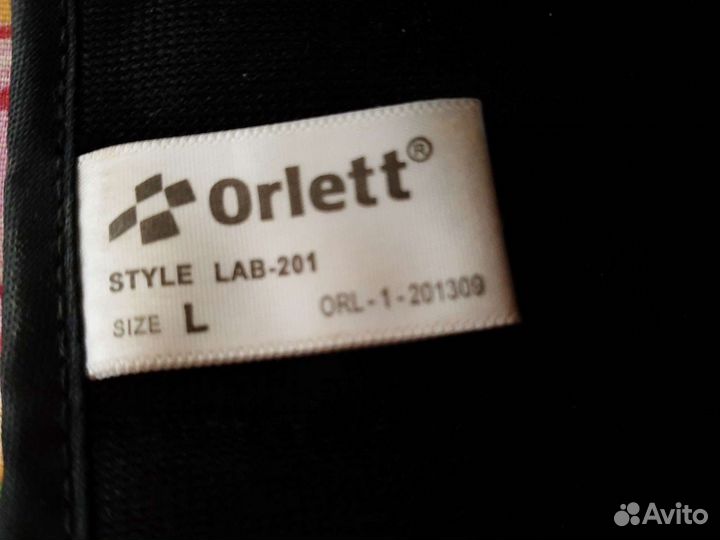 Orlett®
STYLE LAB-201
SIZE L ORL-1-201309
Avito